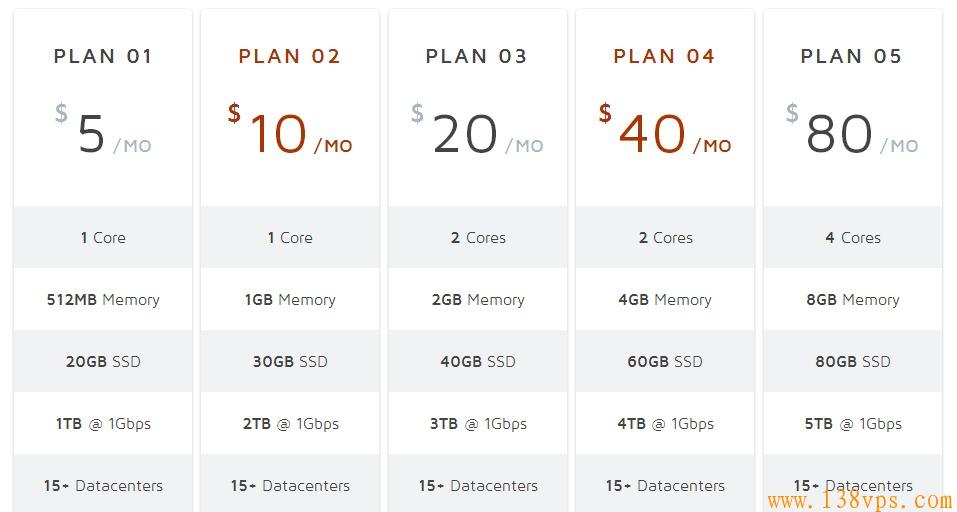 PLAN 01
$5/MO
1 Core
512MB Memory
20GB SSD
1TB @ 1Gbps
15+ Datacenters
PLAN 02
$10/MO
1 Core
1GB Memory
30GB SSD
2TB @ 1Gbps
15+ Datacenters
PLAN 03
$20/MO
2 Cores
2GB Memory
40GB SSD
3TB @ 1Gbps
15+ Datacenters
PLAN 04
$40/MO
2 Cores
4GB Memory
60GB SSD
4TB @ 1Gbps
15+ Datacenters
PLAN 05
$80/MO
4 Cores
8GB Memory
80GB SSD
5TB @ 1Gbps
15+ Datacenters
www.138vps.com